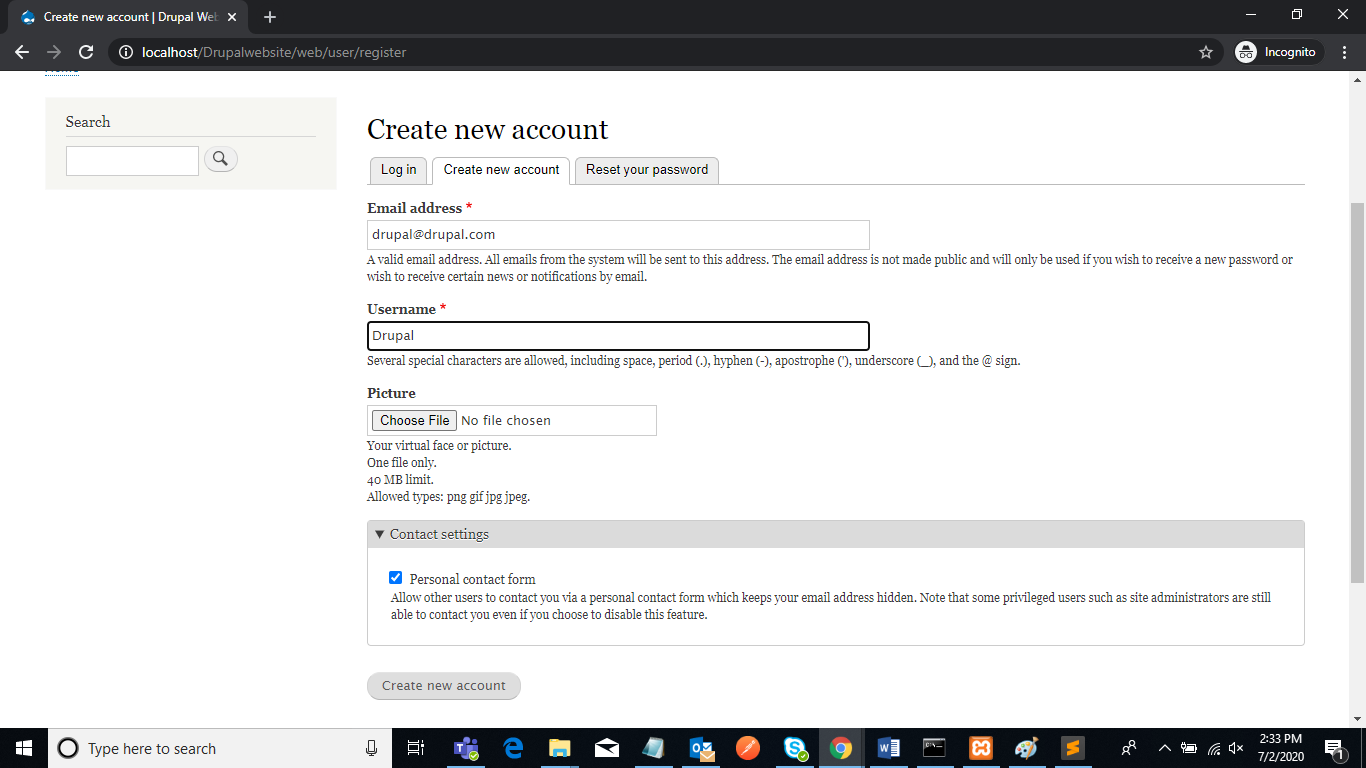 Create new account | Drupal Web
localhost/Drupalwebsite/web/user/register
Incognito
Search
Create new account
Log in
Create new account
Reset your password
Email address *
drupal@drupal.com
A valid email address. All emails from the system will be sent to this address. The email address is not made public and will only be used if you wish to receive a new password or
wish to receive certain news or notifications by email.
Username *
Drupal
Several special characters are allowed, including space, period (.), hyphen (-), apostrophe ('), underscore (_), and the @ sign.
Picture
Choose File No file chosen
Your virtual face or picture.
One file only.
40 MB limit.
Allowed types: png gif jpg jpeg.
Contact settings
Personal contact form
Allow other users to contact you via a personal contact form which keeps your email address hidden. Note that some privileged users such as site administrators are still
able to contact you even if you choose to disable this feature.
Create new account
Type here to search
2:33 PM
7/2/2020
1